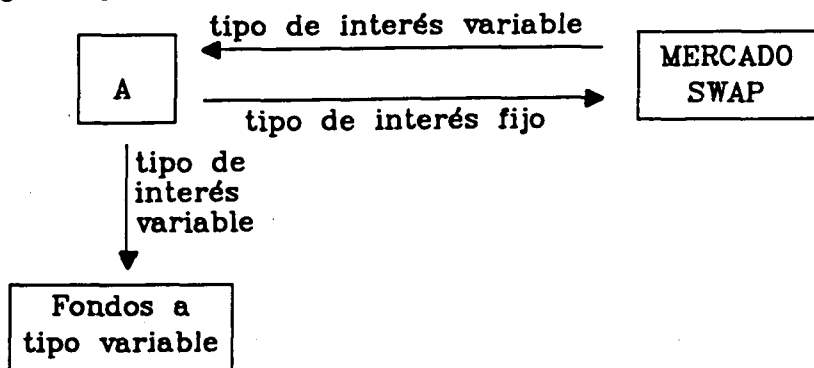 tipo de interés variable
A
MERCADO
SWAP
tipo de interés fijo
tipo de
interés
variable
Fondos a
tipo variable